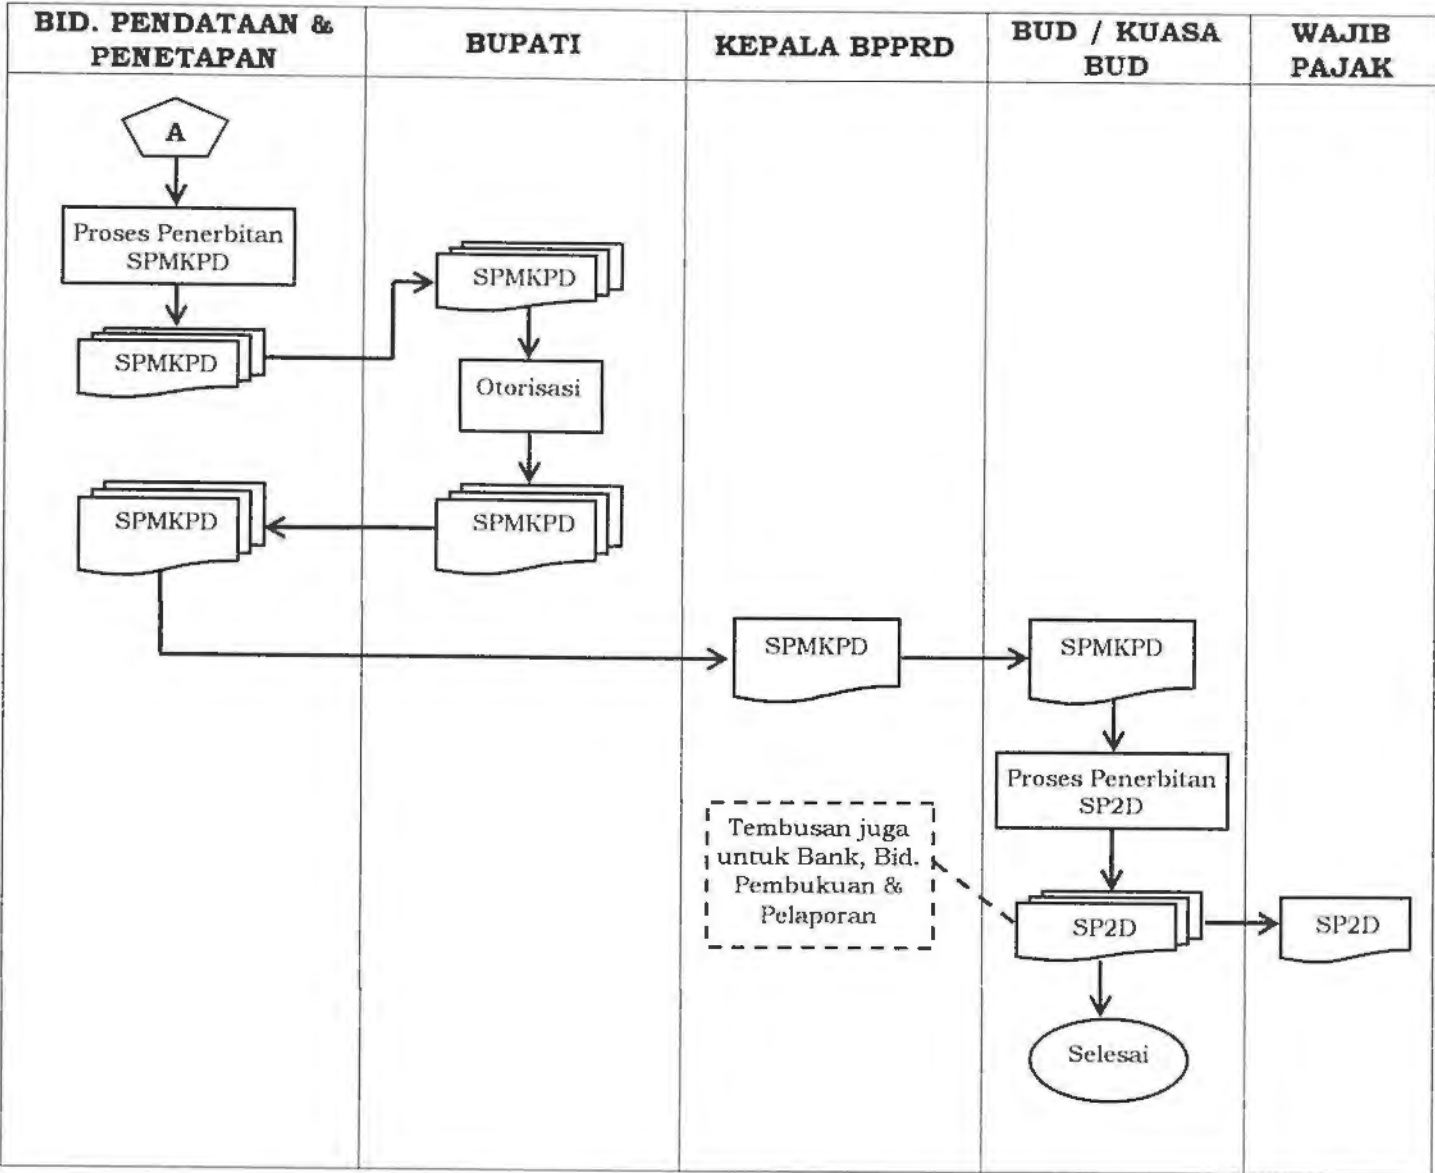 BID. PENDATAAN &
PENETAPAN
BUPATI
KEPALA BPPRD
BUD / KUASA
BUD
WAJIB
PAJAK
A
Proses Penerbitan
SPMKPD
SPMKPD
SPMKPD
Otorisasi
SPMKPD
SPMKPD
SPMKPD
SPMKPD
Proses Penerbitan
SP2D
Tembusan juga
untuk Bank, Bid.
Pembukuan &
Pelaporan
SP2D
SP2D
Selesai